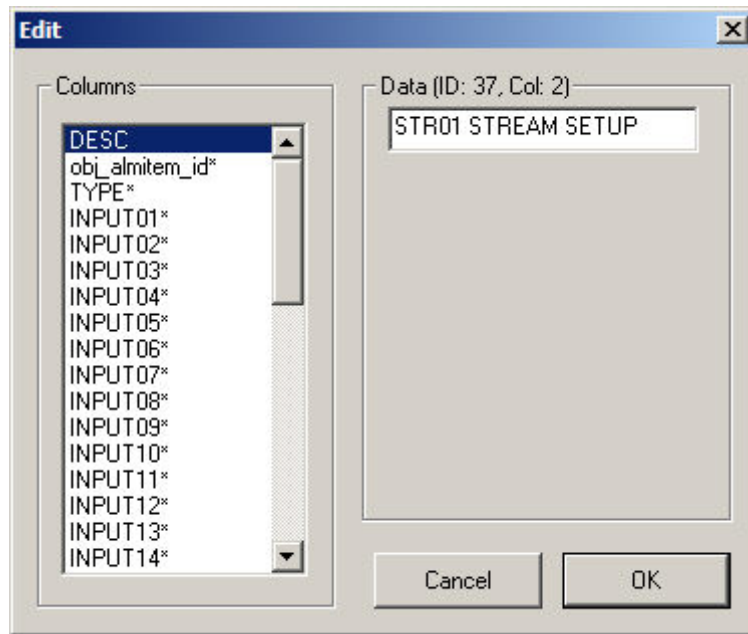 Edit
Columns
DESC
obj_almitem_id*
TYPE*
INPUT01*
INPUT02*
INPUT03*
INPUT04*
INPUT05*
INPUT06*
INPUT07*
INPUT08*
INPUT09*
INPUT10*
INPUT11*
INPUT12*
INPUT13*
INPUT14*
Data (ID: 37, Col: 2)
STR01 STREAM SETUP
Cancel
OK